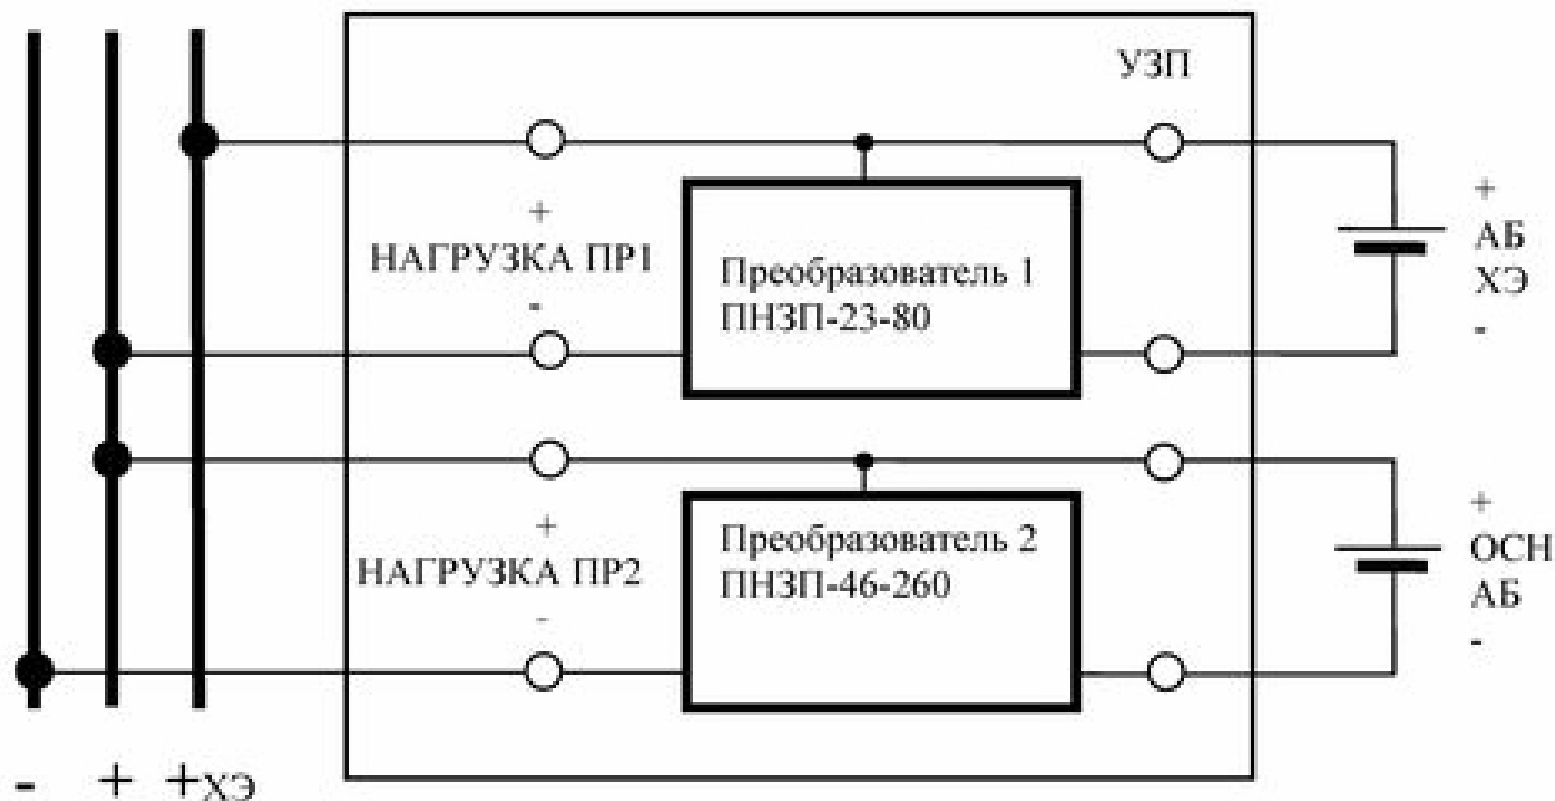 УЗП
+
НАГРУЗКА ПР1
-
Преобразователь 1
ПНЗП-23-80
+
АБ
ХЭ
-
+
НАГРУЗКА ПР2
-
Преобразователь 2
ПНЗП-46-260
+
ОСН
АБ
-
- + +ХЭ